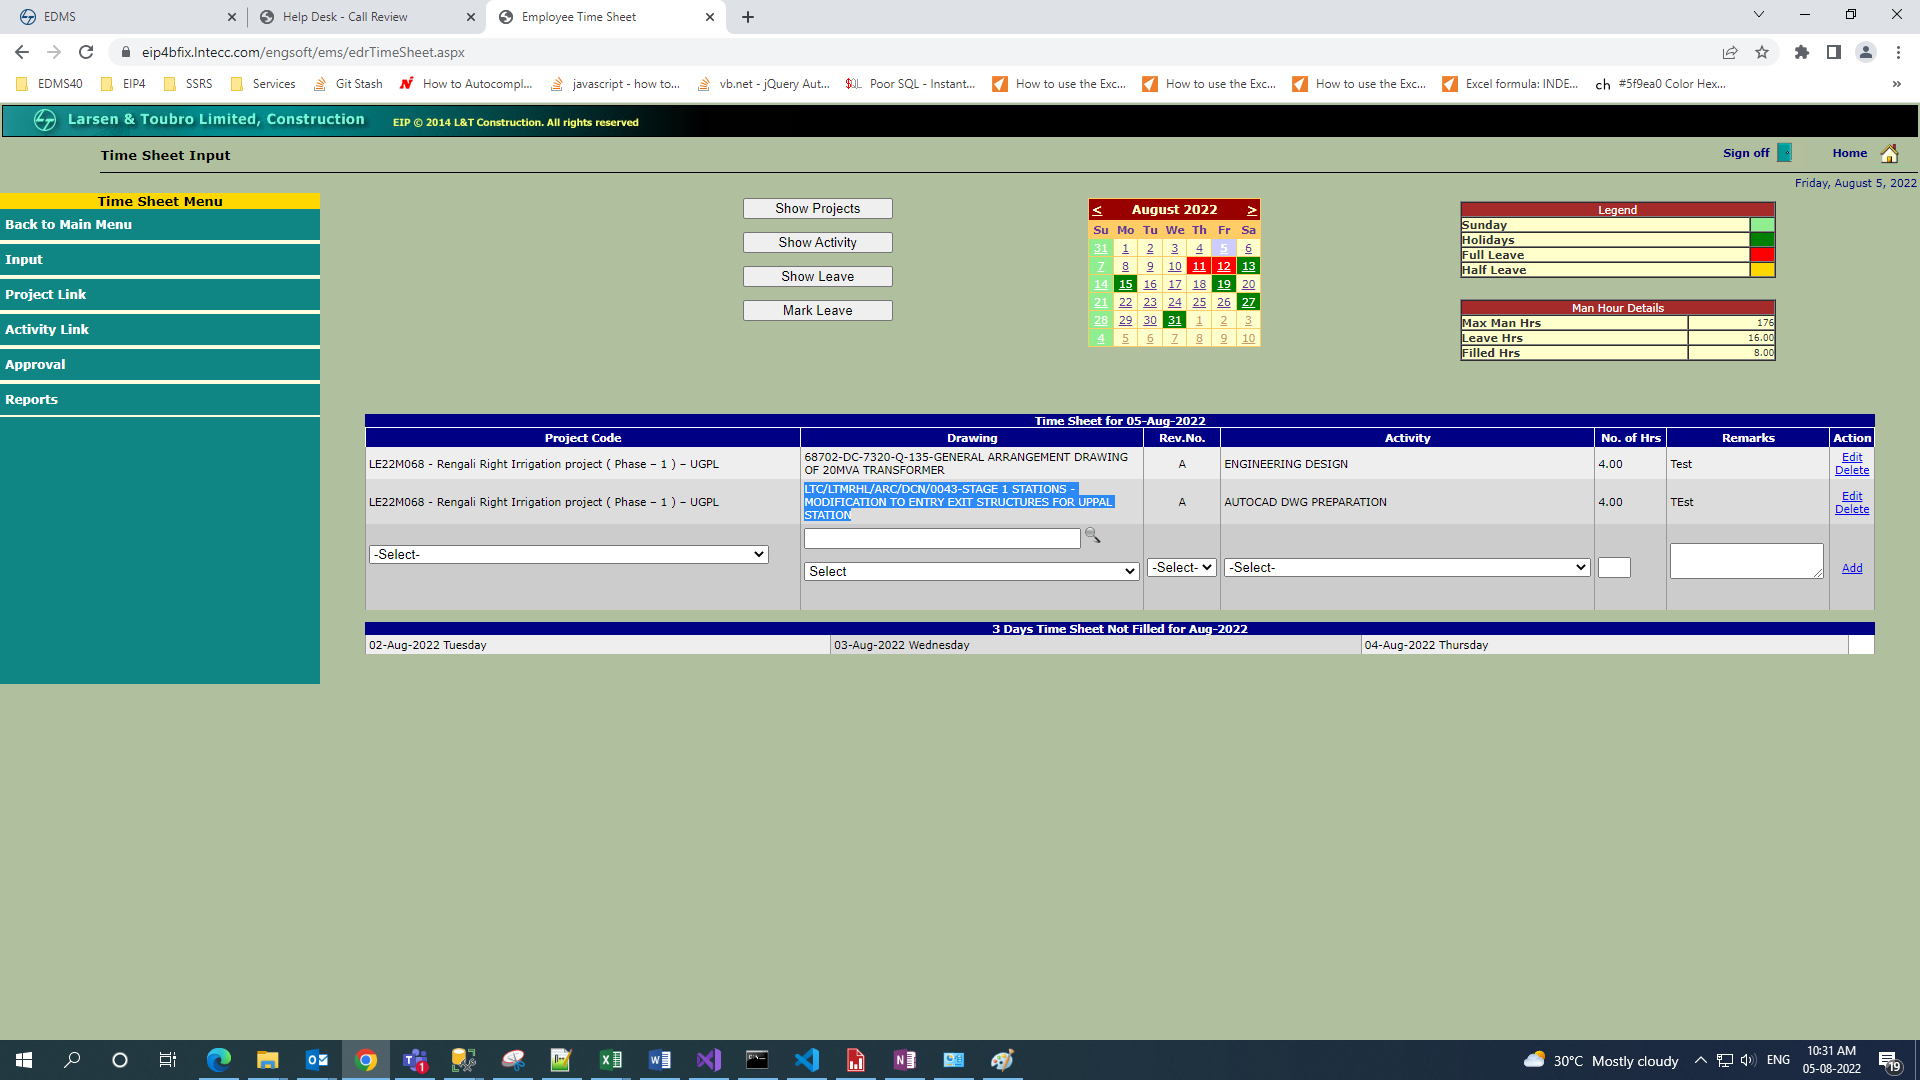 EDMS
Help Desk - Call Review
Employee Time Sheet
eip4bfix.lntecc.com/engsoft/ems/edrTimeSheet.aspx
EDMS40 EIP4 SSRS Services Git Stash How to Autocompl... javascript - how to... vb.net - jQuery Aut... Poor SQL - Instant... How to use the Exc... How to use the Exc... How to use the Exc... Excel formula: INDE... ch #5f9ea0 Color Hex... »
Larsen & Toubro Limited, Construction EIP © 2014 L&T Construction. All rights reserved
Time Sheet Input Sign off Home
Friday, August 5, 2022
Time Sheet Menu
Back to Main Menu
Input
Project Link
Activity Link
Approval
Reports
Show Projects
Show Activity
Show Leave
Mark Leave
< August 2022 >
Su Mo Tu We Th Fr Sa
31 1 2 3 4 5 6
7 8 9 10 11 12 13
14 15 16 17 18 19 20
21 22 23 24 25 26 27
28 29 30 31 1 2 3
4 5 6 7 8 9 10
Legend
Sunday
Holidays
Full Leave
Half Leave
Man Hour Details
Max Man Hrs 176
Leave Hrs 16.00
Filled Hrs 8.00
Time Sheet for 05-Aug-2022
Project Code Drawing Rev.No. Activity No. of Hrs Remarks Action
LE22M068 - Rengali Right Irrigation project ( Phase – 1 ) – UGPL
68702-DC-7320-Q-135-GENERAL ARRANGEMENT DRAWING
OF 20MVA TRANSFORMER
A ENGINEERING DESIGN 4.00 Test
Edit
Delete
LE22M068 - Rengali Right Irrigation project ( Phase – 1 ) – UGPL
LTC/LTMRHL/ARC/DCN/0043-STAGE 1 STATIONS -
MODIFICATION TO ENTRY EXIT STRUCTURES FOR UPPAL
STATION
A AUTOCAD DWG PREPARATION 4.00 TEst
Edit
Delete
-Select-
Select
-Select- -Select- Add
3 Days Time Sheet Not Filled for Aug-2022
02-Aug-2022 Tuesday 03-Aug-2022 Wednesday 04-Aug-2022 Thursday
30°C Mostly cloudy ENG
10:31 AM
05-08-2022
19
1